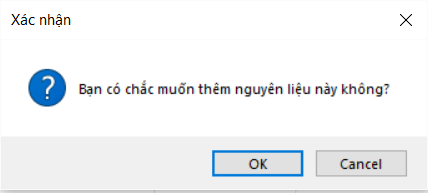 Xác nhận
Bạn có chắc muốn thêm nguyên liệu này không?
OK
Cancel